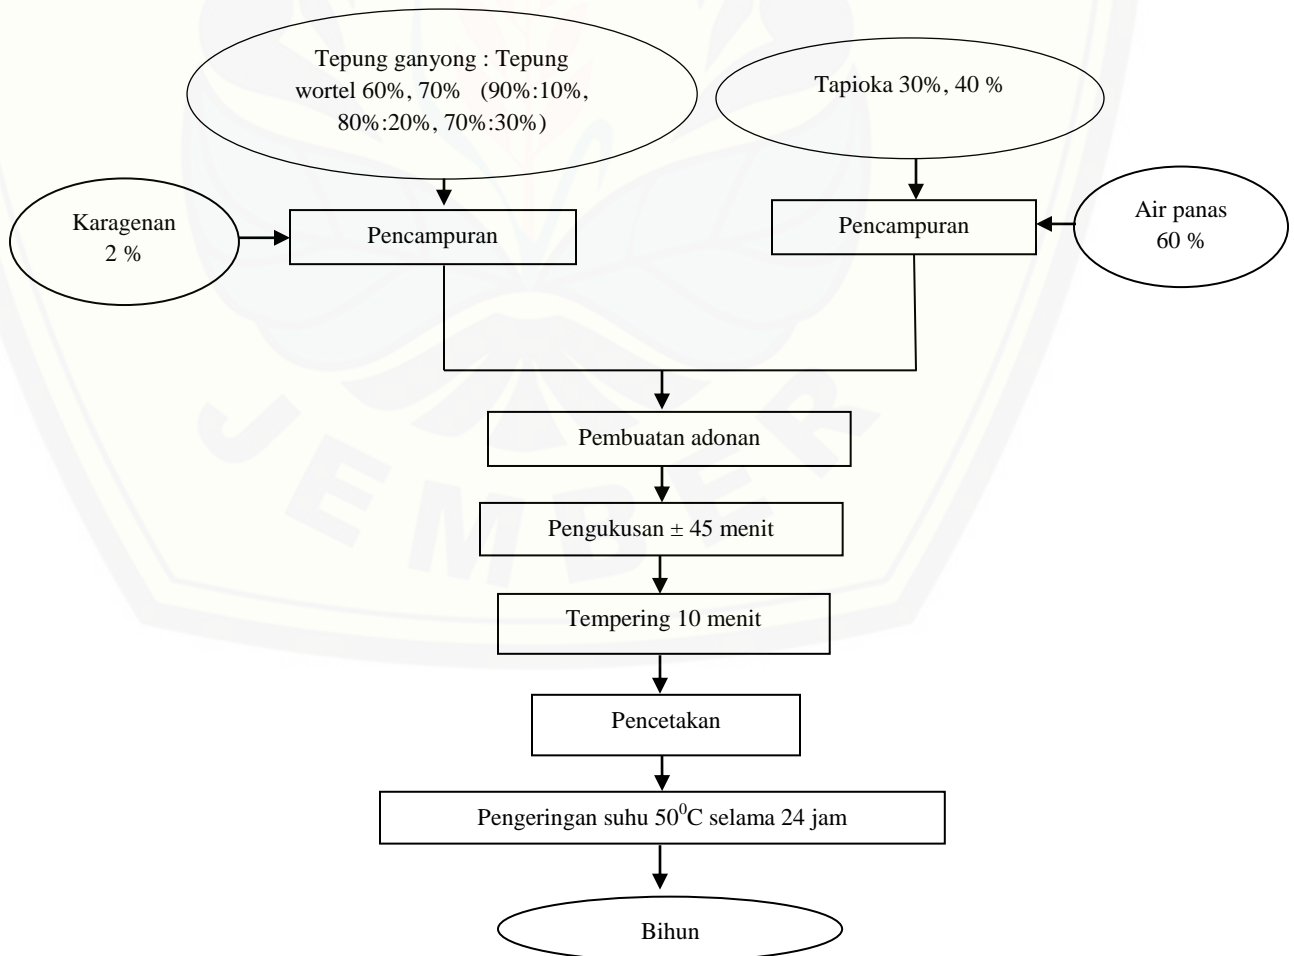 Tepung ganyong : Tepung
wortel 60%, 70% (90%:10%,
80%:20%, 70%:30%)
Tapioka 30%, 40 %
Karagenan
2 %
Pencampuran
Pencampuran
Air panas
60 %
Pembuatan adonan
Pengukusan ± 45 menit
Tempering 10 menit
Pencetakan
Pengeringan suhu 50⁰C selama 24 jam
Bihun
JEMBER